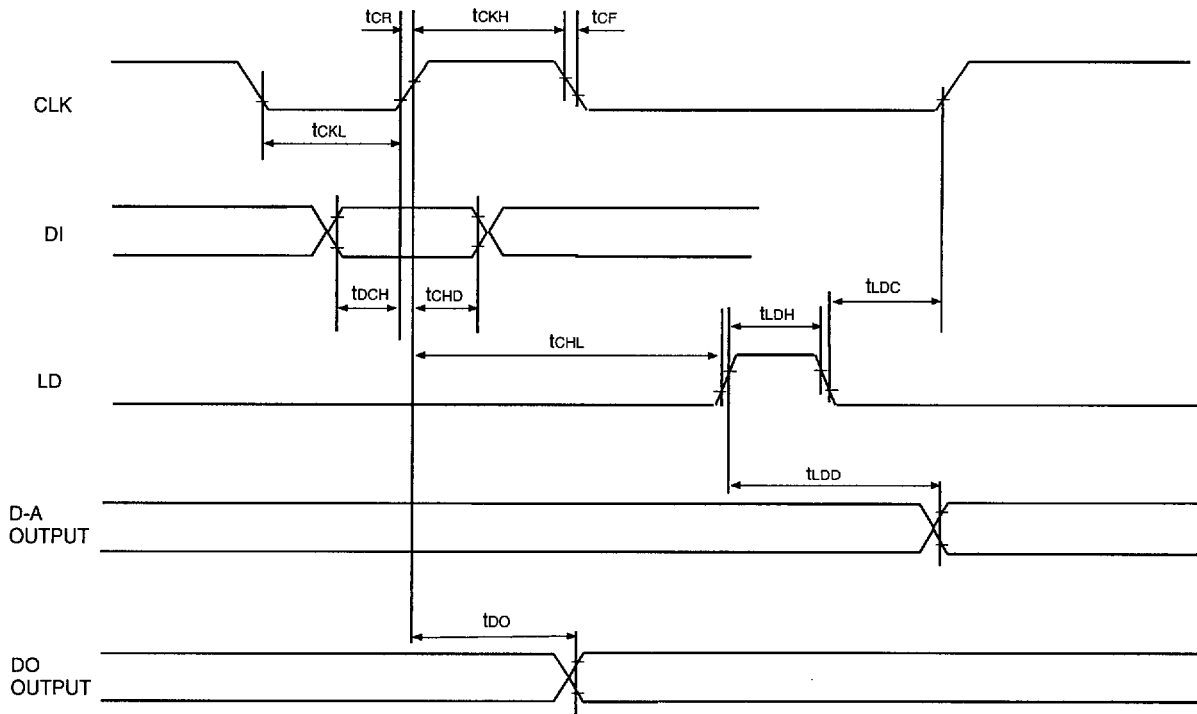 tCR
tCKH
tCF
CLK
tCKL
DI
tDCH
tCHD
tLDC
tLDH
tCHL
LD
tLDD
D-A
OUTPUT
tDO
DO
OUTPUT